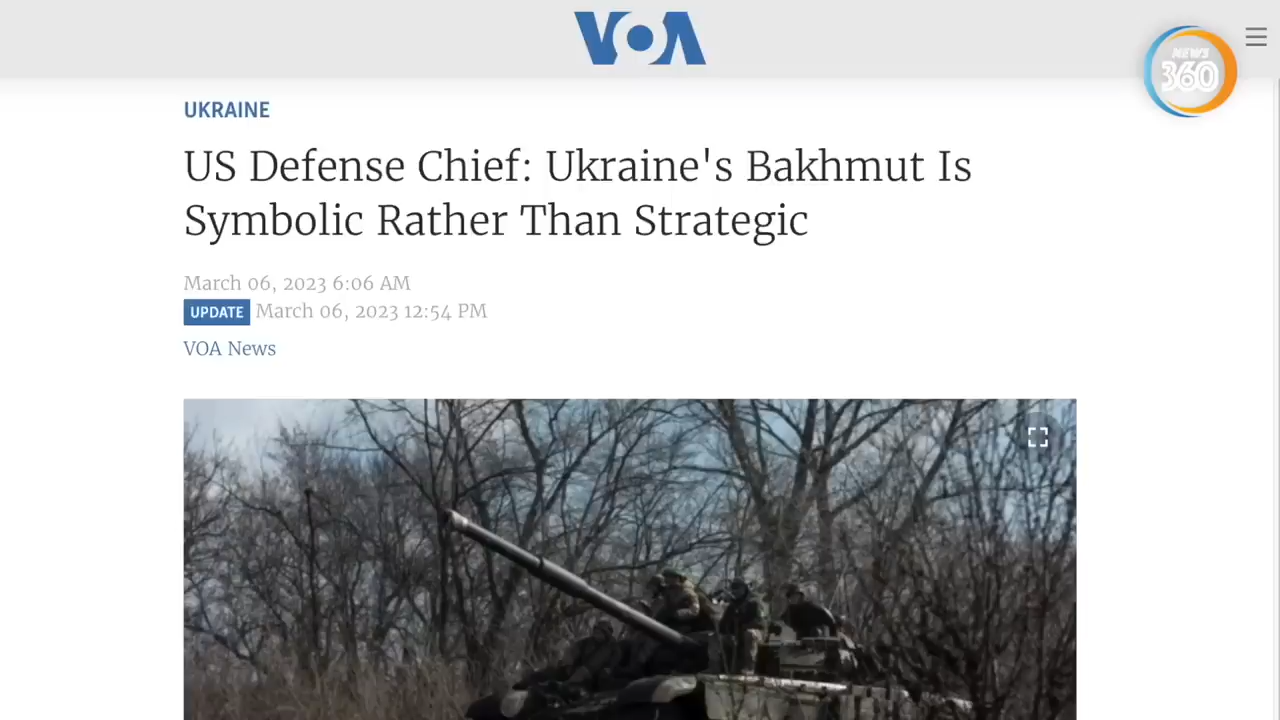 VOA
NEWS
360
UKRAINE
US Defense Chief: Ukraine's Bakhmut Is
Symbolic Rather Than Strategic
March 06, 2023 6:06 AM
UPDATE March 06, 2023 12:54 PM
VOA News